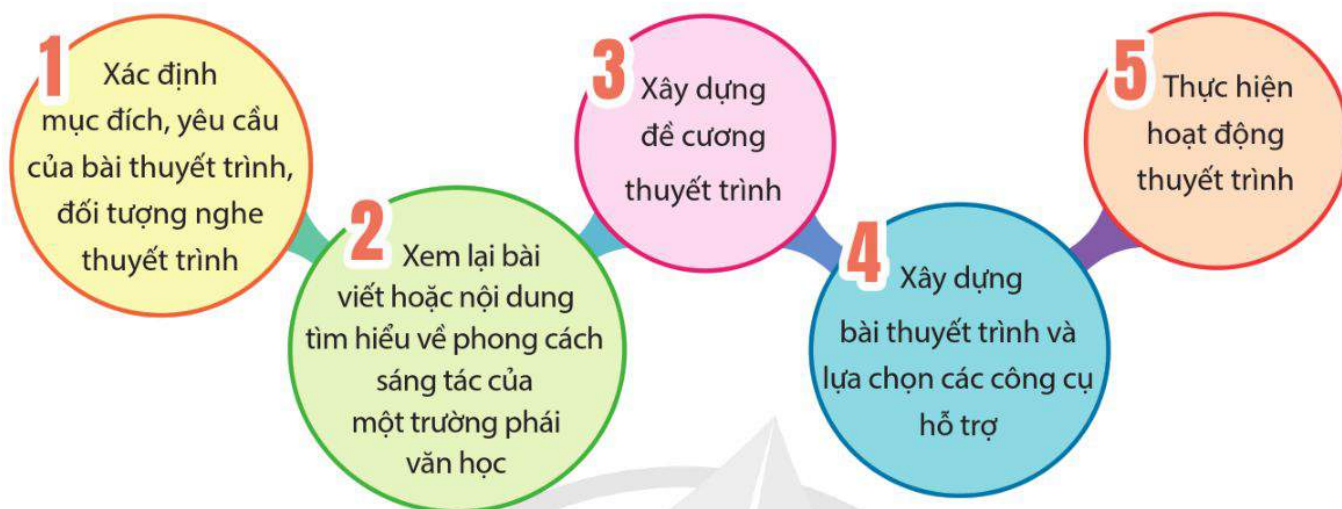 1
Xác định
mục đích, yêu cầu
của bài thuyết trình,
đối tượng nghe
thuyết trình
2
Xem lại bài
viết hoặc nội dung
tìm hiểu về phong cách
sáng tác của
một trường phái
văn học
3
Xây dựng
đề cương
thuyết trình
4
Xây dựng
bài thuyết trình và
lựa chọn các công cụ
hỗ trợ
5
Thực hiện
hoạt động
thuyết trình